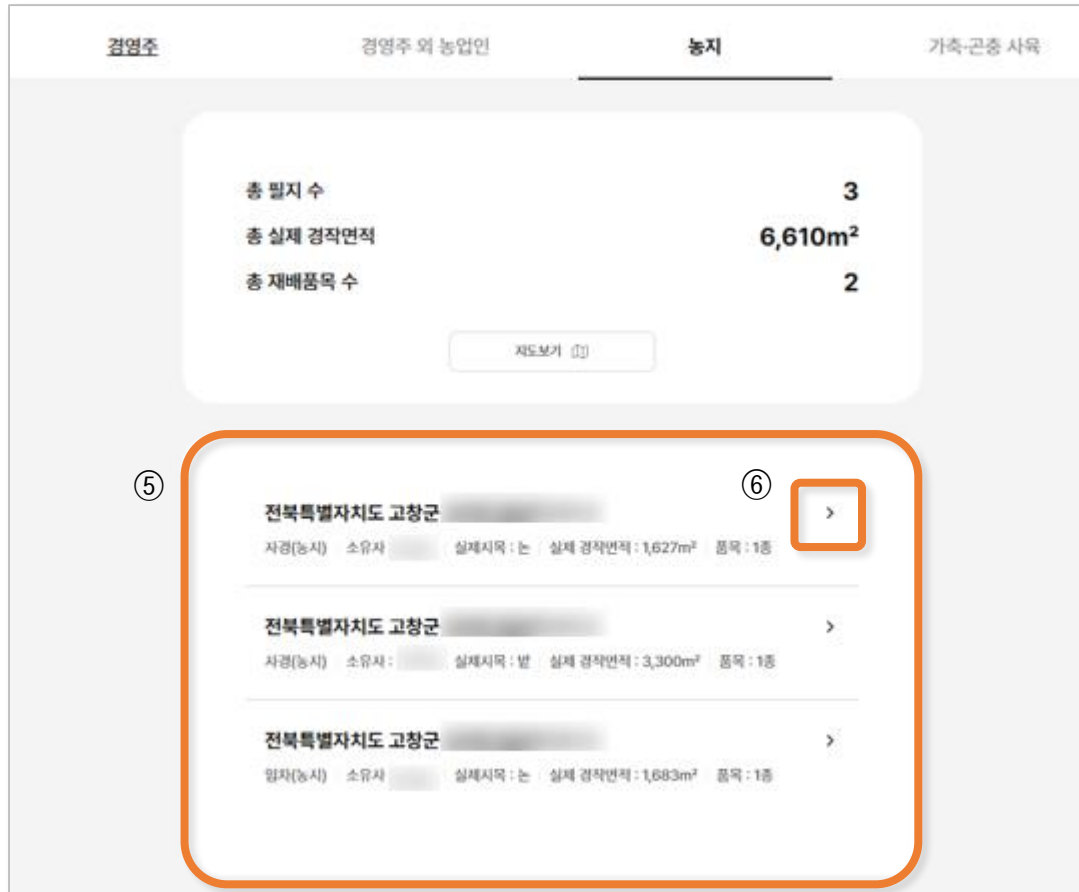 경영주 경영주 외 농업인 농지 가축·곤충 사육
총 필지 수 3
총 실제 경작면적 6,610m²
총 재배품목 수 2
지도보기
⑤ ⑥
전북특별자치도 고창군 >
자경(농지) 소유자 실제지목 : 논 실제 경작면적 : 1,627m² 품목 : 1종
전북특별자치도 고창군 >
자경(농지) 소유자 : 실제지목 : 밭 실제 경작면적 : 3,300m² 품목 : 1종
전북특별자치도 고창군 >
임차(농지) 소유자 실제지목 : 논 실제 경작면적 : 1,683m² 품목 : 1종